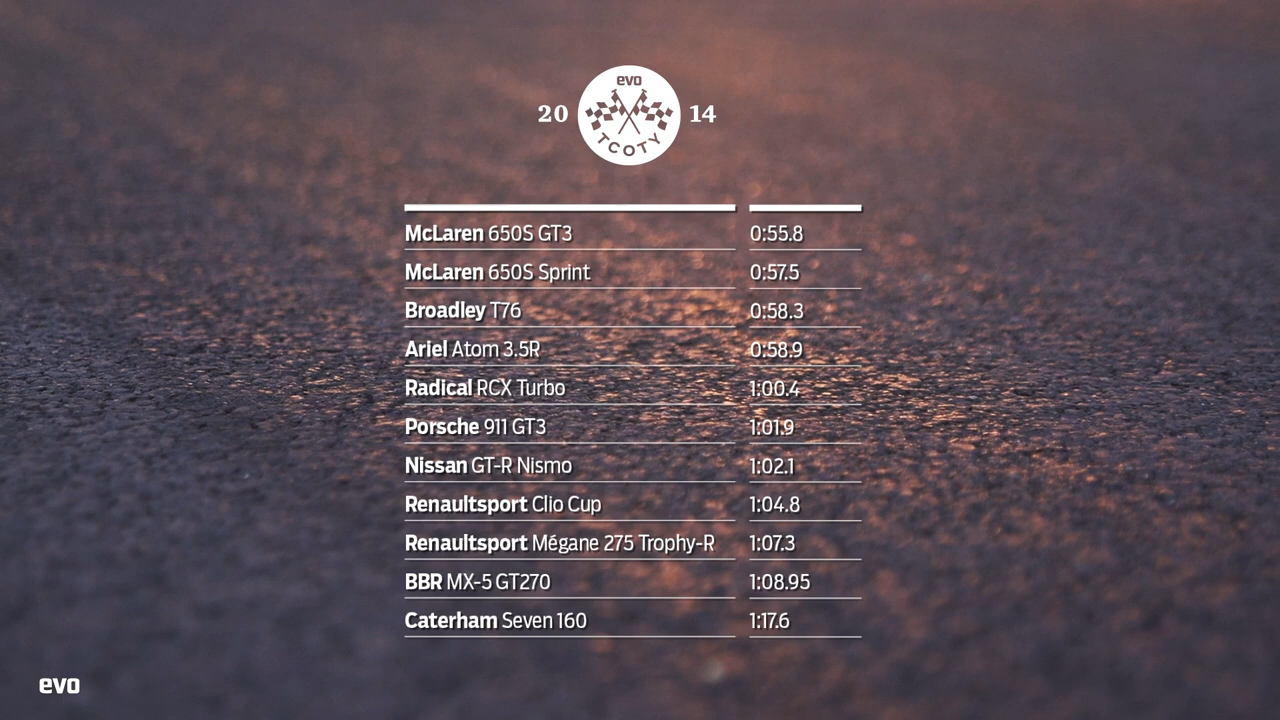 evo
20 14
TCOTY
McLaren 650S GT3 0:55.8
McLaren 650S Sprint 0:57.5
Broadley T76 0:58.3
Ariel Atom 3.5R 0:58.9
Radical RCX Turbo 1:00.4
Porsche 911 GT3 1:01.9
Nissan GT-R Nismo 1:02.1
Renaultsport Clio Cup 1:04.8
Renaultsport Mégane 275 Trophy-R 1:07.3
BBR MX-5 GT270 1:08.95
Caterham Seven 160 1:17.6
evo